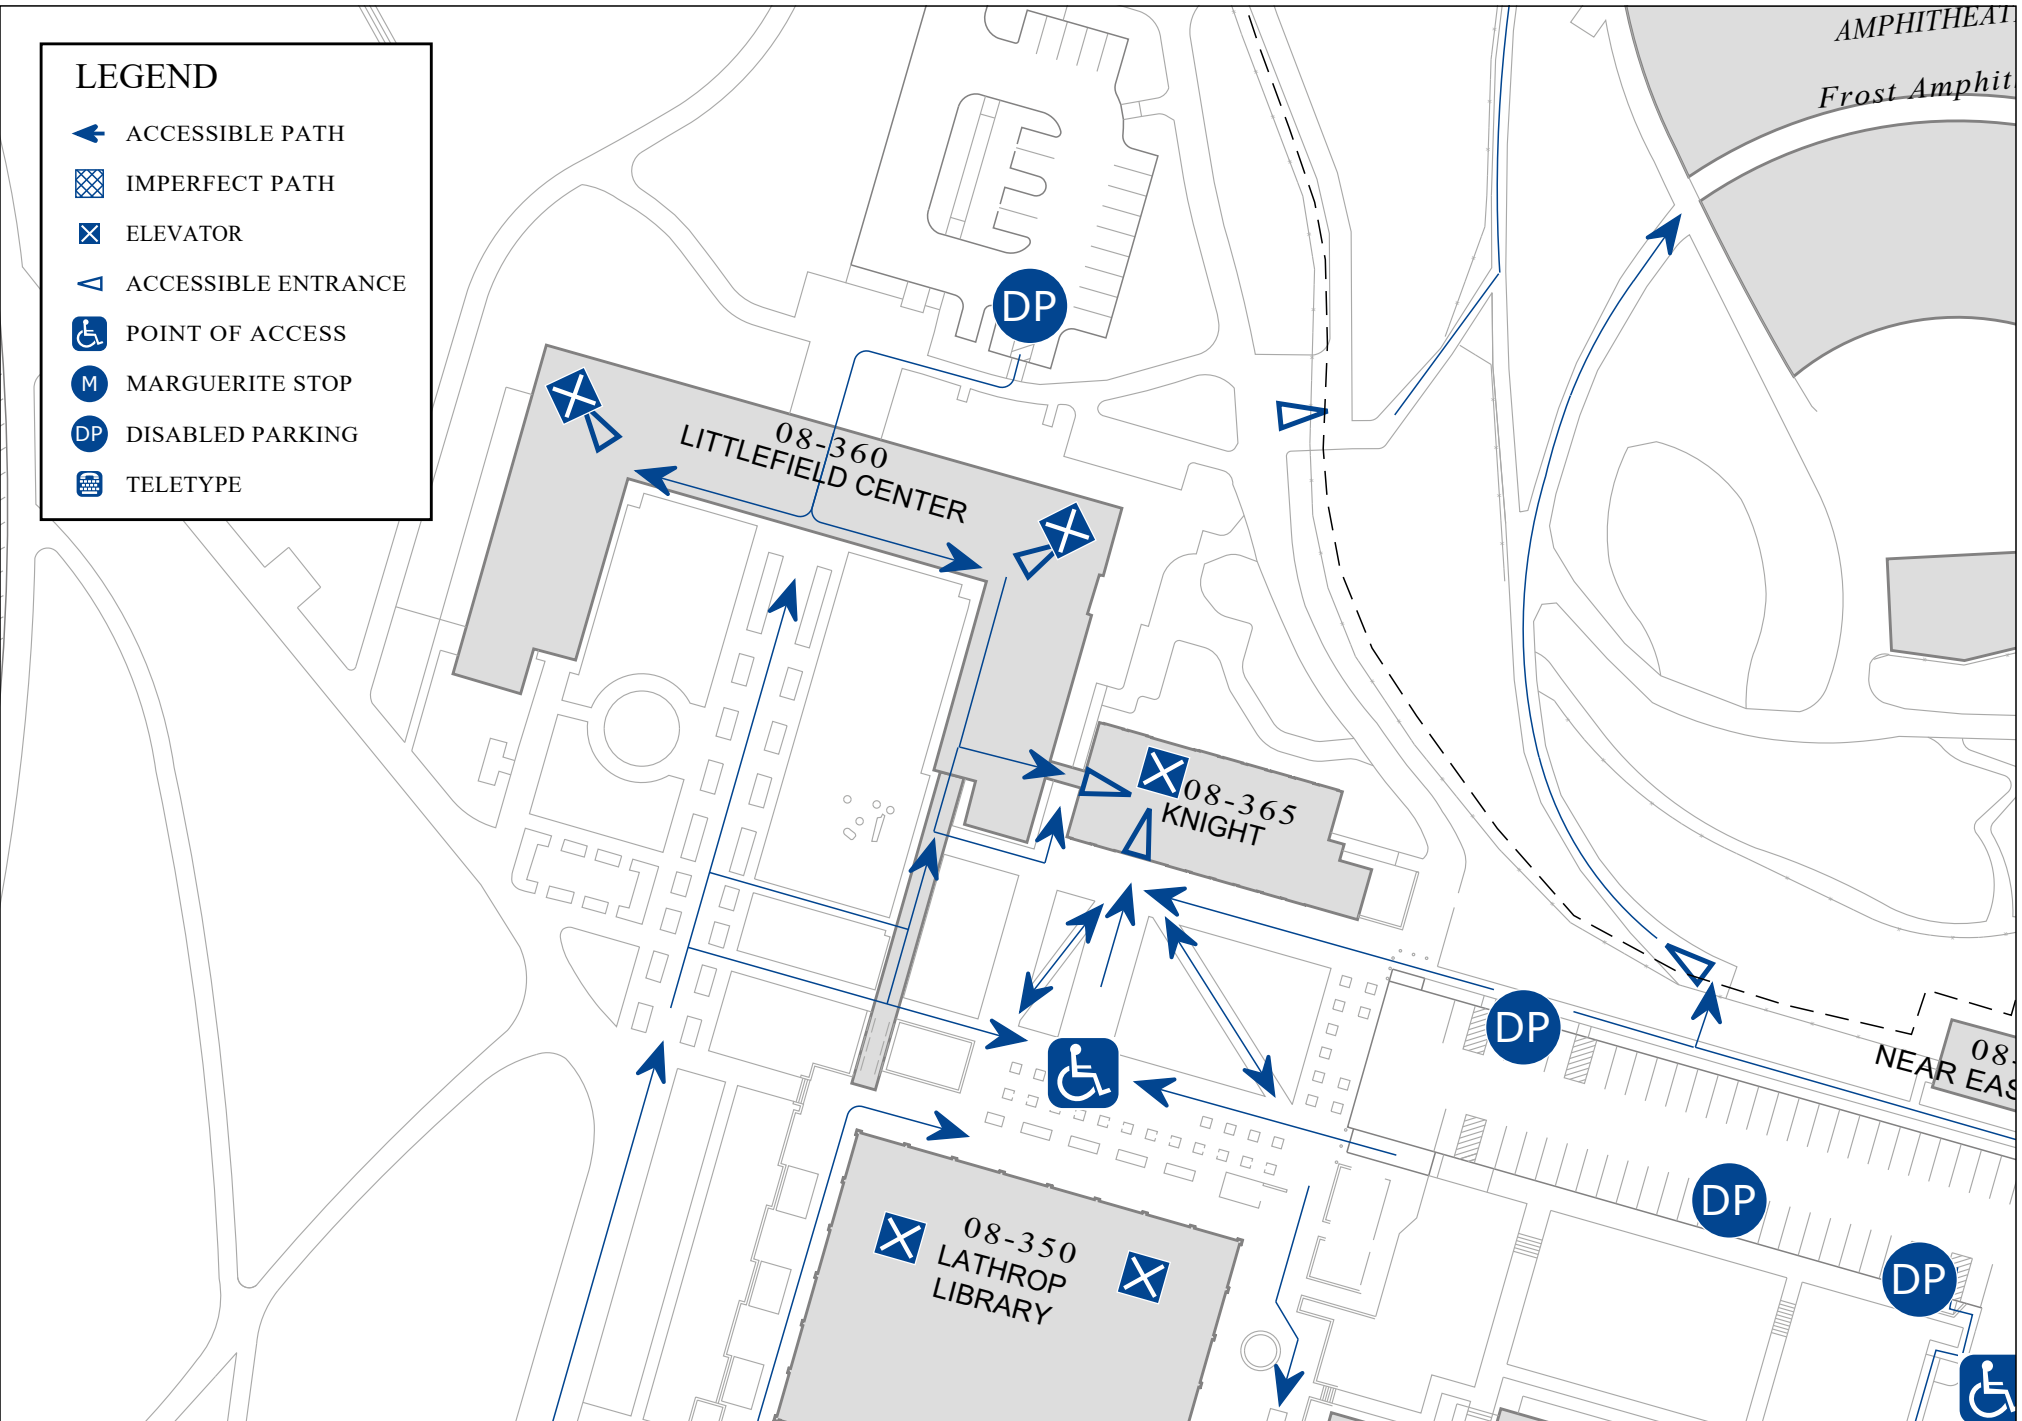 LEGEND
ACCESSIBLE PATH
IMPERFECT PATH
ELEVATOR
ACCESSIBLE ENTRANCE
POINT OF ACCESS
M
MARGUERITE STOP
DP
DISABLED PARKING
TELETYPE
AMPHITHEAT
Frost Amphit
DP
08-360
LITTLEFIELD CENTER
08-365
KNIGHT
DP
08-
NEAR EAS
DP
DP
08-350
LATHROP
LIBRARY